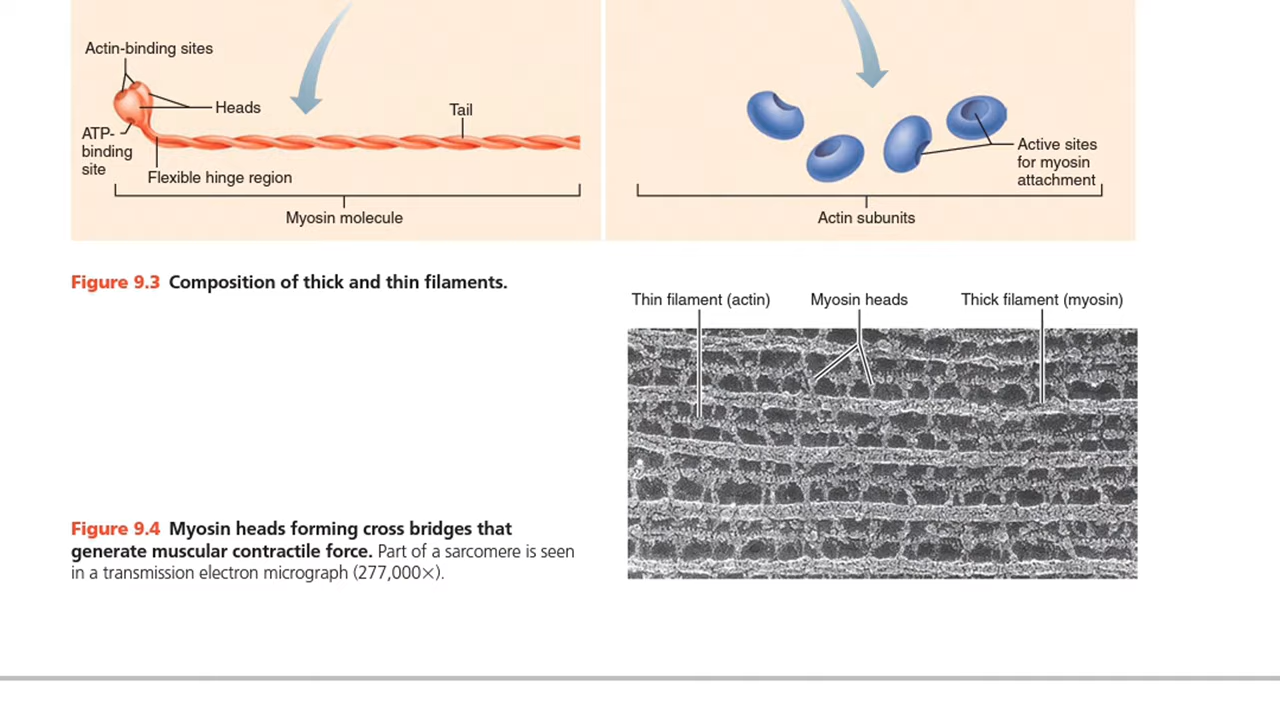 Actin-binding sites
Heads
Tail
ATP-
binding
site
Flexible hinge region
Myosin molecule
Active sites
for myosin
attachment
Actin subunits
Figure 9.3 Composition of thick and thin filaments.
Thin filament (actin)
Myosin heads
Thick filament (myosin)
Figure 9.4 Myosin heads forming cross bridges that
generate muscular contractile force. Part of a sarcomere is seen
in a transmission electron micrograph (277,000×).